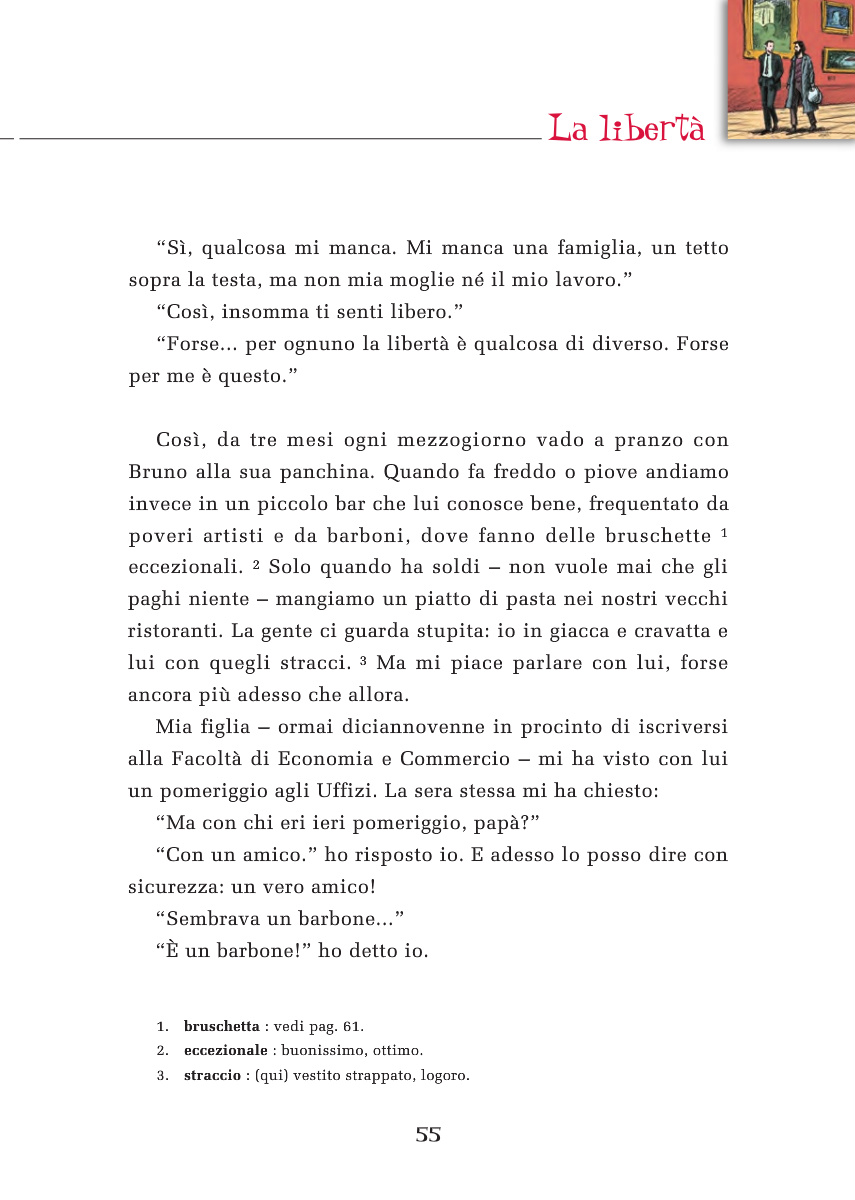 La libertà
“Sì, qualcosa mi manca. Mi manca una famiglia, un tetto
sopra la testa, ma non mia moglie né il mio lavoro.”
“Così, insomma ti senti libero.”
“Forse... per ognuno la libertà è qualcosa di diverso. Forse
per me è questo.”
Così, da tre mesi ogni mezzogiorno vado a pranzo con
Bruno alla sua panchina. Quando fa freddo o piove andiamo
invece in un piccolo bar che lui conosce bene, frequentato da
poveri artisti e da barboni, dove fanno delle bruschette ¹
eccezionali. ² Solo quando ha soldi – non vuole mai che gli
paghi niente – mangiamo un piatto di pasta nei nostri vecchi
ristoranti. La gente ci guarda stupita: io in giacca e cravatta e
lui con quegli stracci. ³ Ma mi piace parlare con lui, forse
ancora più adesso che allora.
Mia figlia – ormai diciannovenne in procinto di iscriversi
alla Facoltà di Economia e Commercio – mi ha visto con lui
un pomeriggio agli Uffizi. La sera stessa mi ha chiesto:
“Ma con chi eri ieri pomeriggio, papà?”
“Con un amico.” ho risposto io. E adesso lo posso dire con
sicurezza: un vero amico!
“Sembrava un barbone...”
“È un barbone!” ho detto io.
1. bruschetta : vedi pag. 61.
2. eccezionale : buonissimo, ottimo.
3. straccio : (qui) vestito strappato, logoro.
55